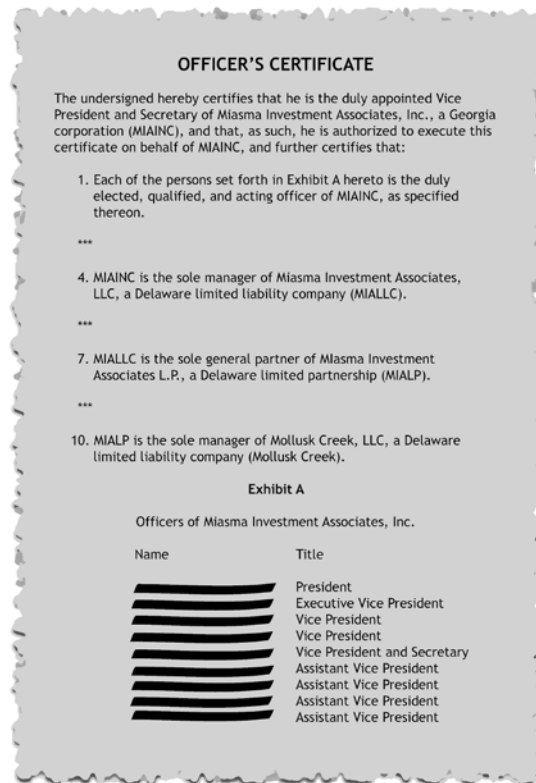 OFFICER'S CERTIFICATE
The undersigned hereby certifies that he is the duly appointed Vice
President and Secretary of Miasma Investment Associates, Inc., a Georgia
corporation (MIAINC), and that, as such, he is authorized to execute this
certificate on behalf of MIAINC, and further certifies that:
1. Each of the persons set forth in Exhibit A hereto is the duly
elected, qualified, and acting officer of MIAINC, as specified
thereon.
***
4. MIAINC is the sole manager of Miasma Investment Associates,
LLC, a Delaware limited liability company (MIALLC).
***
7. MIALLC is the sole general partner of MIasma Investment
Associates L.P., a Delaware limited partnership (MIALP).
***
10. MIALP is the sole manager of Mollusk Creek, LLC, a Delaware
limited liability company (Mollusk Creek).
Exhibit A
Officers of Miasma Investment Associates, Inc.
Name Title
President
Executive Vice President
Vice President
Vice President
Vice President and Secretary
Assistant Vice President
Assistant Vice President
Assistant Vice President
Assistant Vice President